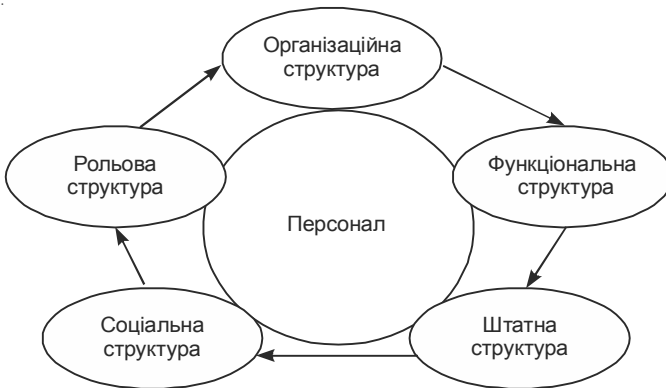 Організаційна
структура
Рольова
структура
Функціональна
структура
Персонал
Соціальна
структура
Штатна
структура